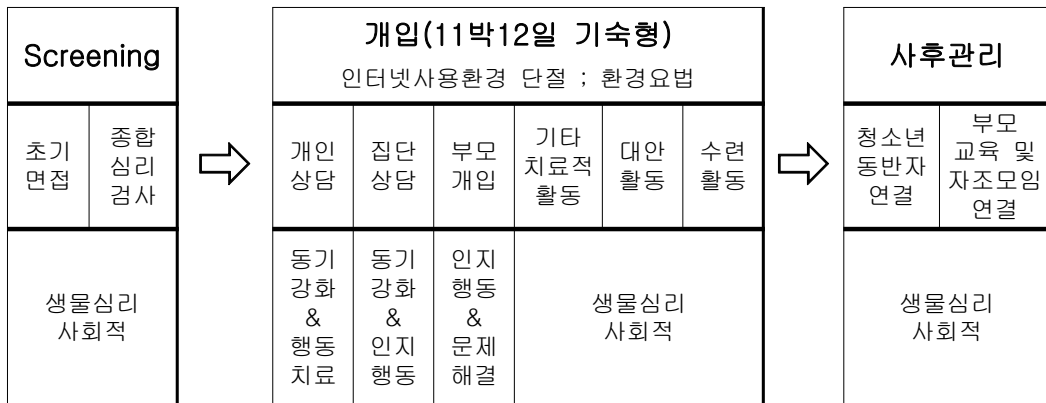 Screening
초기
면접
종합
심리
검사
생물심리
사회적
개입(11박12일 기숙형)
인터넷사용환경 단절 ; 환경요법
개인
상담
집단
상담
부모
개입
기타
치료적
활동
대안
활동
수련
활동
동기
강화
&
행동
치료
동기
강화
&
인지
행동
인지
행동
&
문제
해결
생물심리
사회적
사후관리
청소년
동반자
연결
부모
교육 및
자조모임
연결
생물심리
사회적